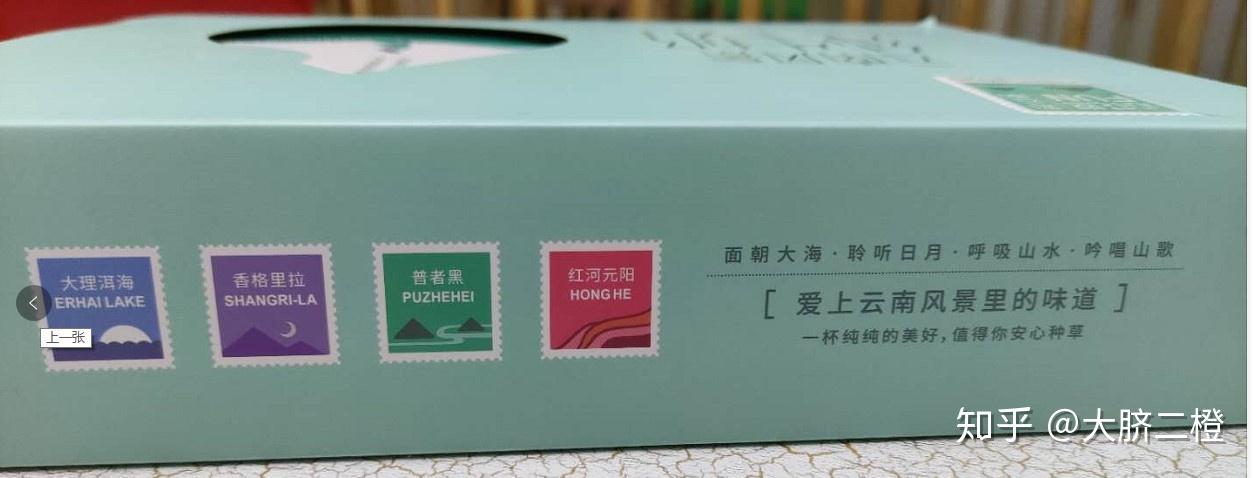 大理洱海
ERHAI LAKE
香格里拉
SHANGRI-LA
普者黑
PUZHEHEI
红河元阳
HONG HE
面朝大海·聆听日月·呼吸山水·吟唱山歌
[ 爱上云南风景里的味道 ]
一杯纯纯的美好,值得你安心种草
上一张
知乎 @大脐二橙